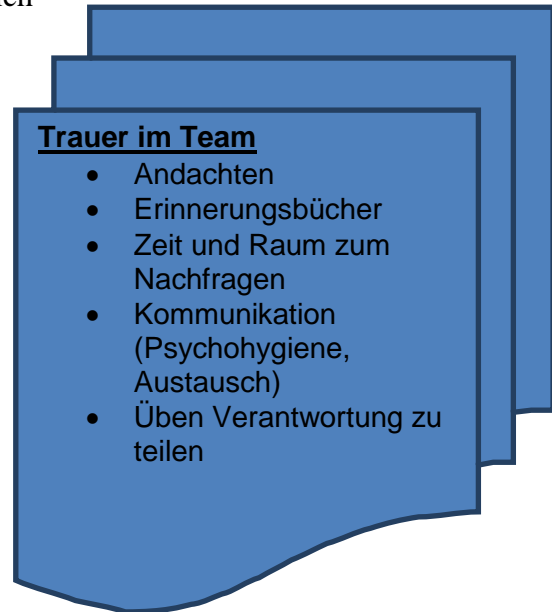 Trauer im Team
• Andachten
• Erinnerungsbücher
• Zeit und Raum zum
Nachfragen
• Kommunikation
(Psychohygiene,
Austausch)
• Üben Verantwortung zu
teilen